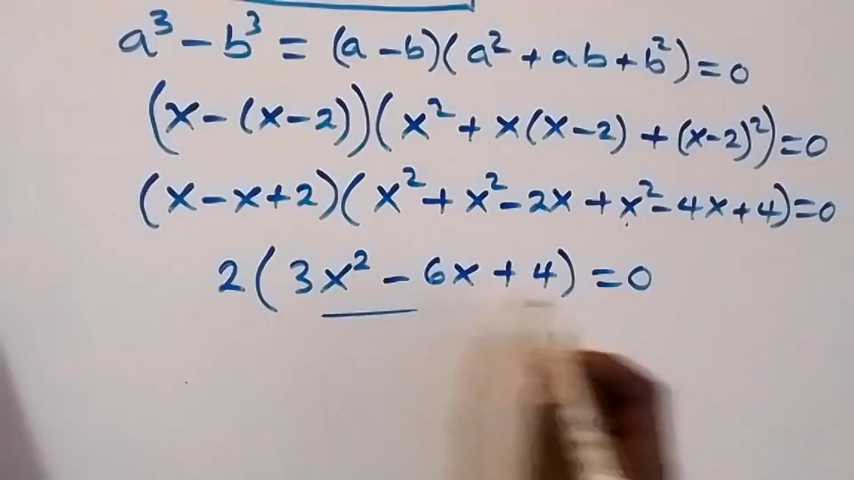 a³ - b³ = (a - b)(a² + ab + b²) = 0
(x - (x - 2))(x² + x(x - 2) + (x - 2)²) = 0
(x - x + 2)(x² + x² - 2x + x² - 4x + 4) = 0
2(3x² - 6x + 4) = 0